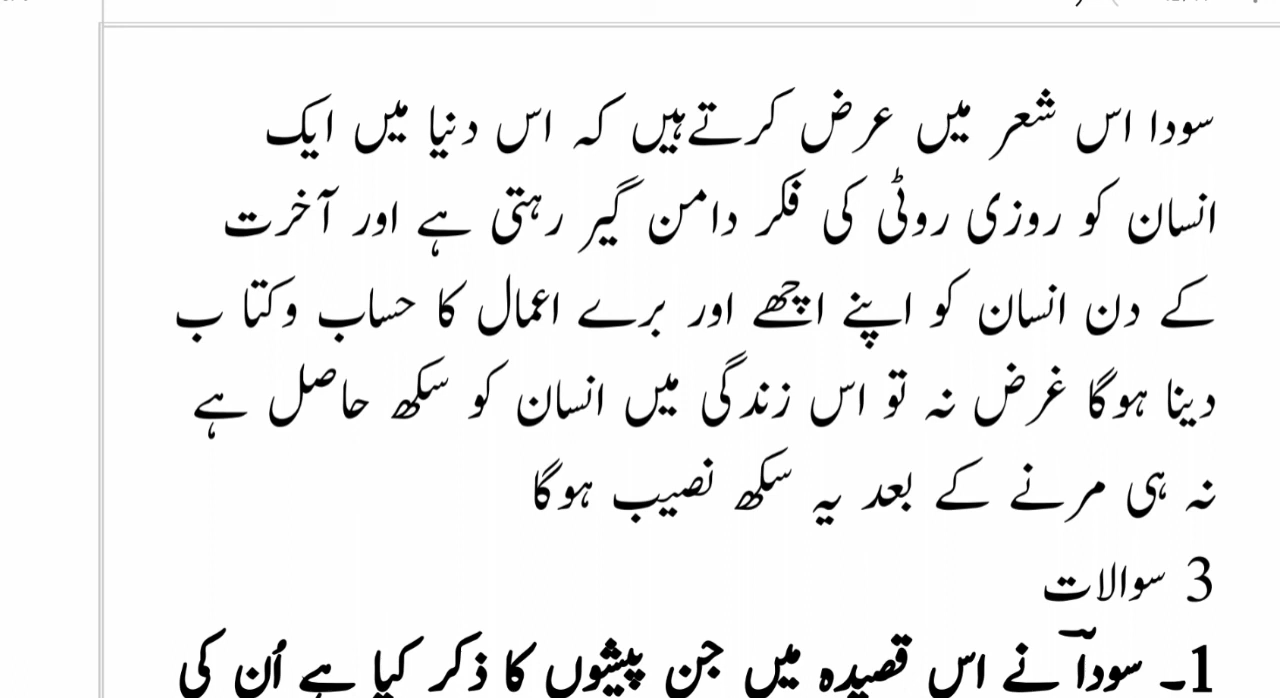 سودا اس شعر میں عرض کرتےہیں کہ اس دنیا میں ایک
انسان کو روزی روٹی کی فکر دامن گیر رہتی ہے اور آخرت
کے دن انسان کو اپنے اچھے اور برے اعمال کا حساب وکتا ب
دینا ہوگا غرض نہ تو اس زندگی میں انسان کو سکھ حاصل ہے
نہ ہی مرنے کے بعد یہ سکھ نصیب ہوگا
3 سوالات
1۔ سوداؔ نے اس قصیدہ میں جن پیشوں کا ذکر کیا ہے اُن کی